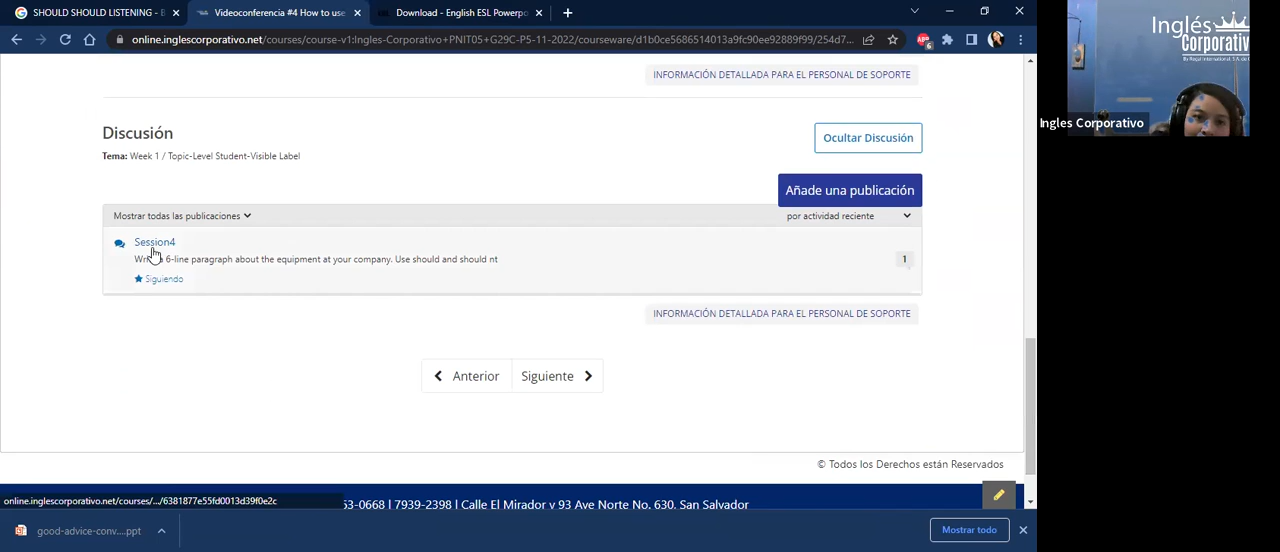 SHOULD SHOULD LISTENING - B
Videoconferencia #4 How to use
Download - English ESL Powerpo
online.inglescorporativo.net/courses/course-v1:Ingles-Corporativo+PNIT05+G29C-P5-11-2022/courseware/d1b0ce5686514013a9fc90ee92889f99/254d7...
6
INFORMACIÓN DETALLADA PARA EL PERSONAL DE SOPORTE
Discusión
Ocultar Discusión
Tema: Week 1 / Topic-Level Student-Visible Label
Añade una publicación
Mostrar todas las publicaciones
por actividad reciente
Session4
6-line paragraph about the equipment at your company. Use should and should nt
1
Siguiendo
INFORMACIÓN DETALLADA PARA EL PERSONAL DE SOPORTE
Anterior
Siguiente
© Todos los Derechos están Reservados
online.inglescorporativo.net/courses/.../6381877e55fd0013d39f0e2c
53-0668 | 7939-2398 | Calle El Mirador y 93 Ave Norte No. 630, San Salvador
good-advice-conv....ppt
Mostrar todo
Inglés
Corporativo
Ingles Corporativo